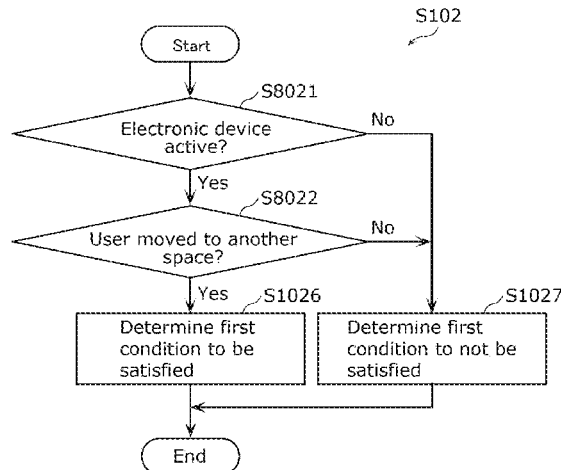 S102
Start
S8021
Electronic device
active?
No
Yes
S8022
User moved to another
space?
No
Yes
S1026
S1027
Determine first
condition to be
satisfied
Determine first
condition to not be
satisfied
End